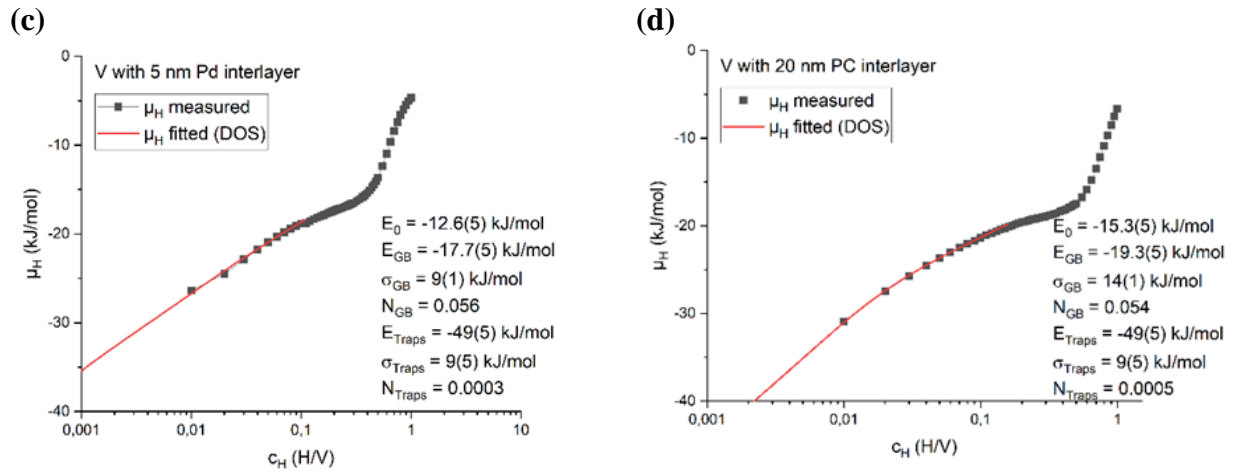 (c)
0
V with 5 nm Pd interlayer
μH measured
μH fitted (DOS)
-10
-20
-30
-40
μH (kJ/mol)
E0 = -12.6(5) kJ/mol
EGB = -17.7(5) kJ/mol
σGB = 9(1) kJ/mol
NGB = 0.056
ETraps = -49(5) kJ/mol
σTraps = 9(5) kJ/mol
NTraps = 0.0003
0,001 0,01 0,1 1 10
cH (H/V)
(d)
0
V with 20 nm PC interlayer
μH measured
μH fitted (DOS)
-10
-20
-30
-40
μH (kJ/mol)
E0 = -15.3(5) kJ/mol
EGB = -19.3(5) kJ/mol
σGB = 14(1) kJ/mol
NGB = 0.054
ETraps = -49(5) kJ/mol
σTraps = 9(5) kJ/mol
NTraps = 0.0005
0,001 0,01 0,1 1
cH (H/V)